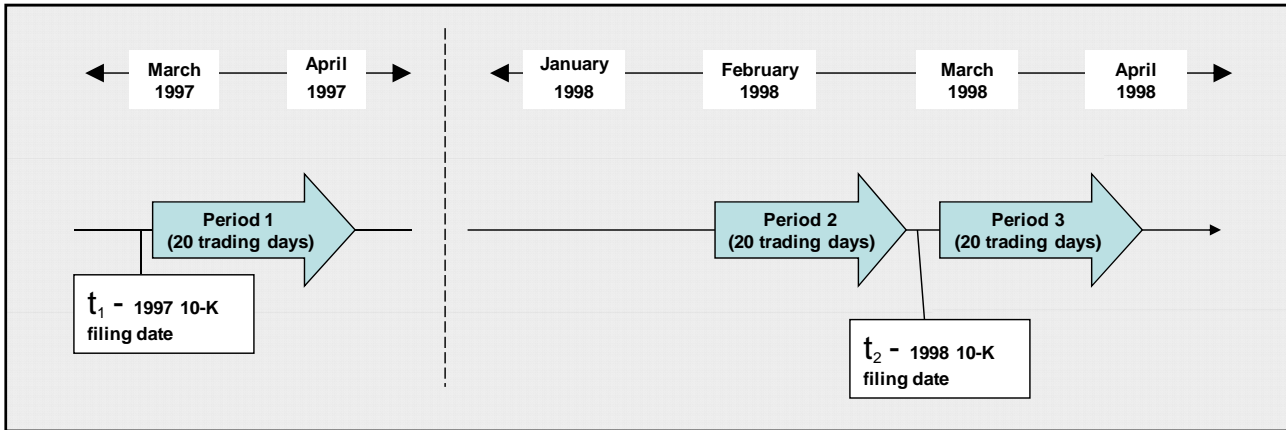 March
1997
April
1997
January
1998
February
1998
March
1998
April
1998
Period 1
(20 trading days)
Period 2
(20 trading days)
Period 3
(20 trading days)
t₁ - 1997 10-K
filing date
t₂ - 1998 10-K
filing date